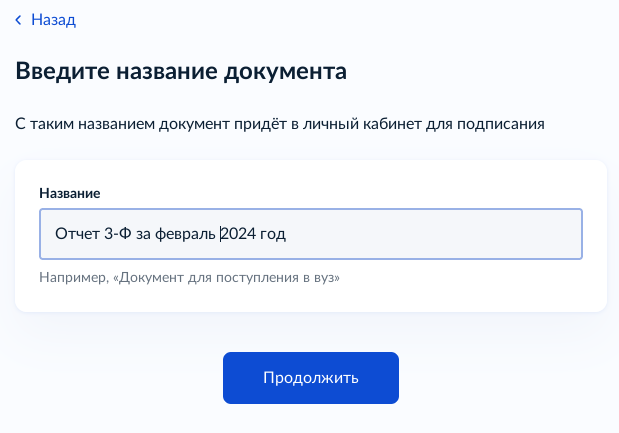 Назад
Введите название документа
С таким названием документ придёт в личный кабинет для подписания
Название
Отчет 3-Ф за февраль 2024 год
Например, «Документ для поступления в вуз»
Продолжить